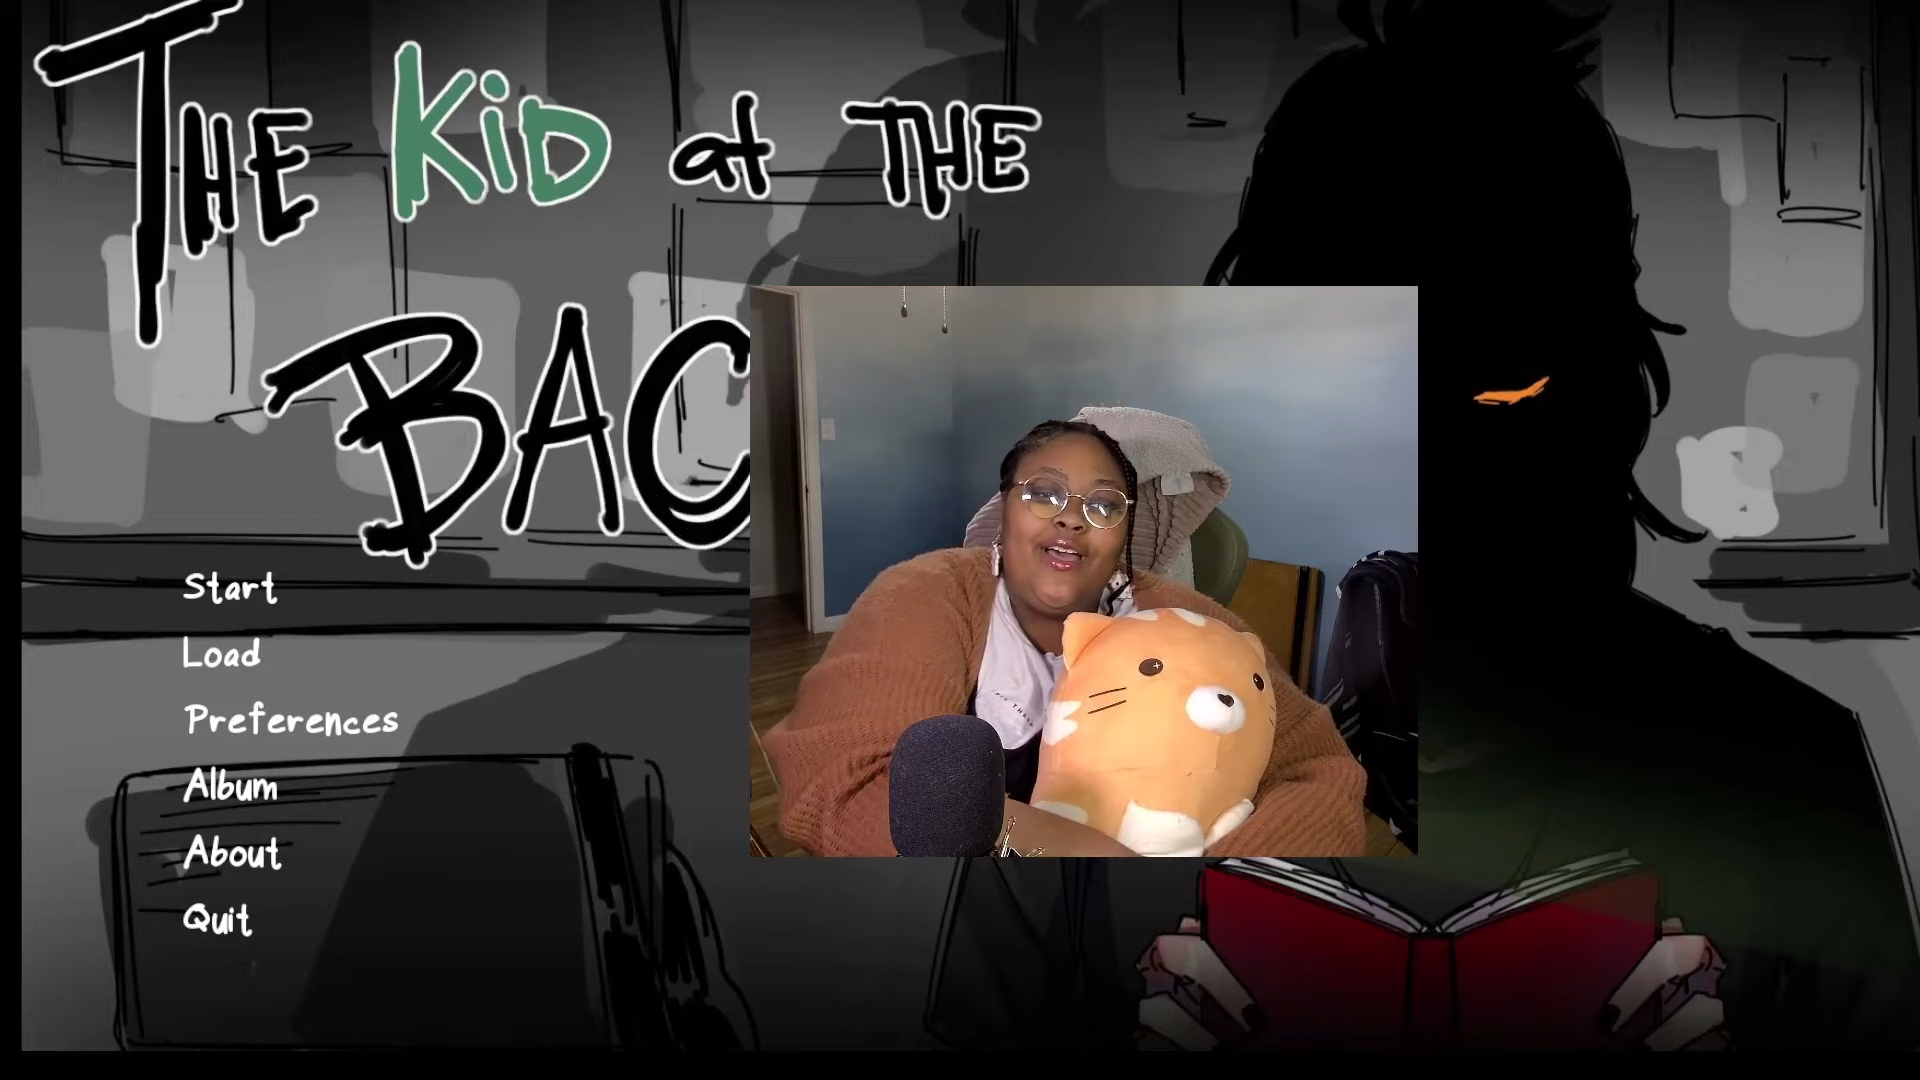 THE KiD at THE
BAC
Start
Load
Preferences
Album
About
Quit